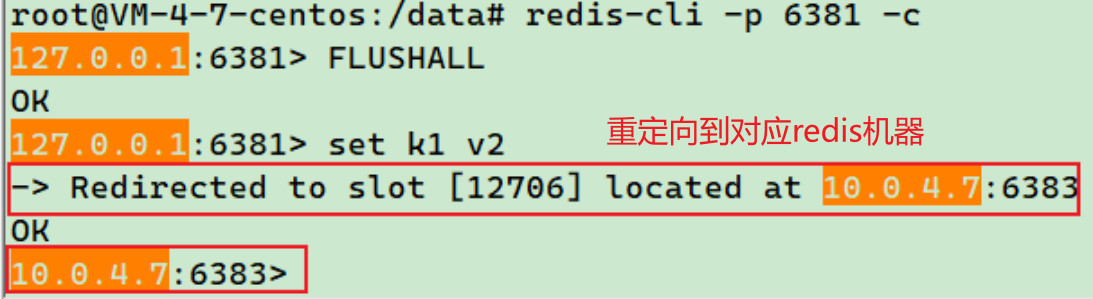 root@VM-4-7-centos:/data# redis-cli -p 6381 -c
127.0.0.1:6381> FLUSHALL
OK
127.0.0.1:6381> set k1 v2
重定向到对应redis机器
-> Redirected to slot [12706] located at 10.0.4.7:6383
OK
10.0.4.7:6383>